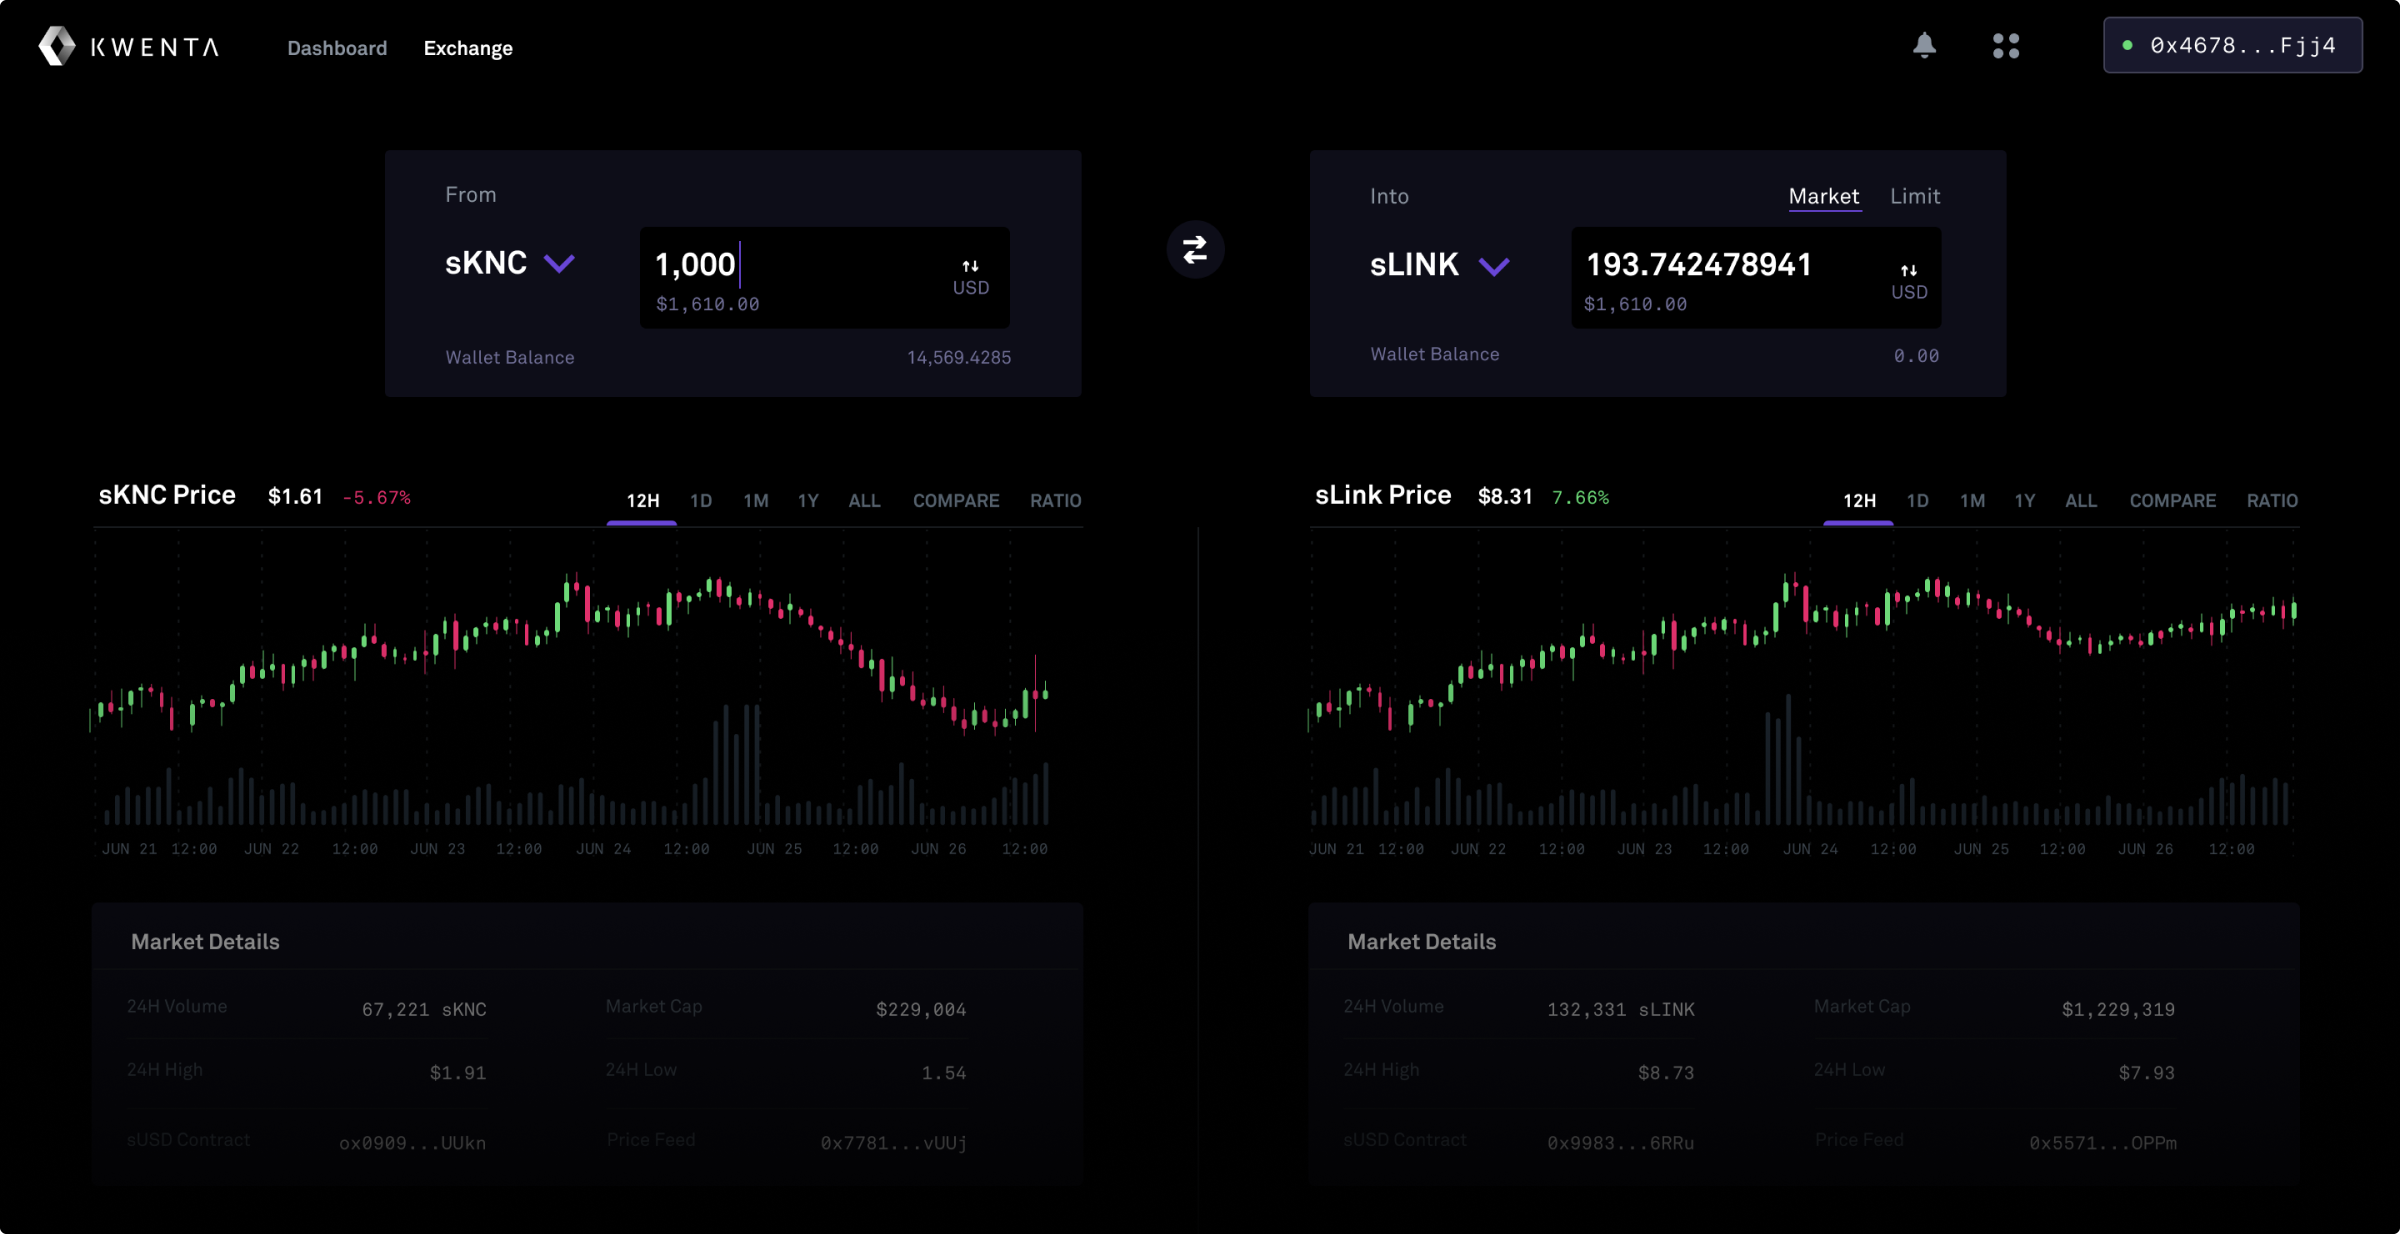 KWENTA Dashboard Exchange 0x4678...Fjj4
From
sKNC 1,000
$1,610.00
USD
Wallet Balance 14,569.4285
Into Market Limit
sLINK 193.742478941
$1,610.00
USD
Wallet Balance 0.00
sKNC Price $1.61 -5.67% 12H 1D 1M 1Y ALL COMPARE RATIO
JUN 21 12:00 JUN 22 12:00 JUN 23 12:00 JUN 24 12:00 JUN 25 12:00 JUN 26 12:00
Market Details
24H Volume 67,221 sKNC Market Cap $229,004
24H High $1.91 24H Low 1.54
sUSD Contract ox0909...UUkn Price Feed 0x7781...vUUj
sLink Price $8.31 7.66% 12H 1D 1M 1Y ALL COMPARE RATIO
JUN 21 12:00 JUN 22 12:00 JUN 23 12:00 JUN 24 12:00 JUN 25 12:00 JUN 26 12:00
Market Details
24H Volume 132,331 sLINK Market Cap $1,229,319
24H High $8.73 24H Low $7.93
sUSD Contract 0x9983...6RRu Price Feed 0x5571...OPPm